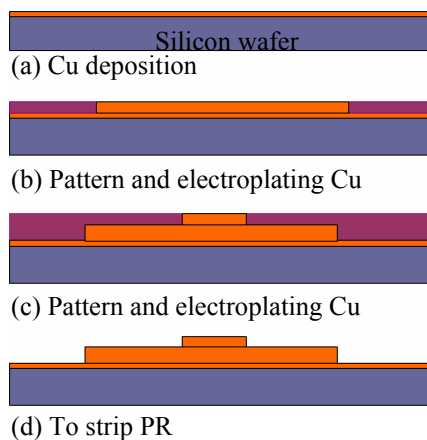 Silicon wafer
(a) Cu deposition
(b) Pattern and electroplating Cu
(c) Pattern and electroplating Cu
(d) To strip PR